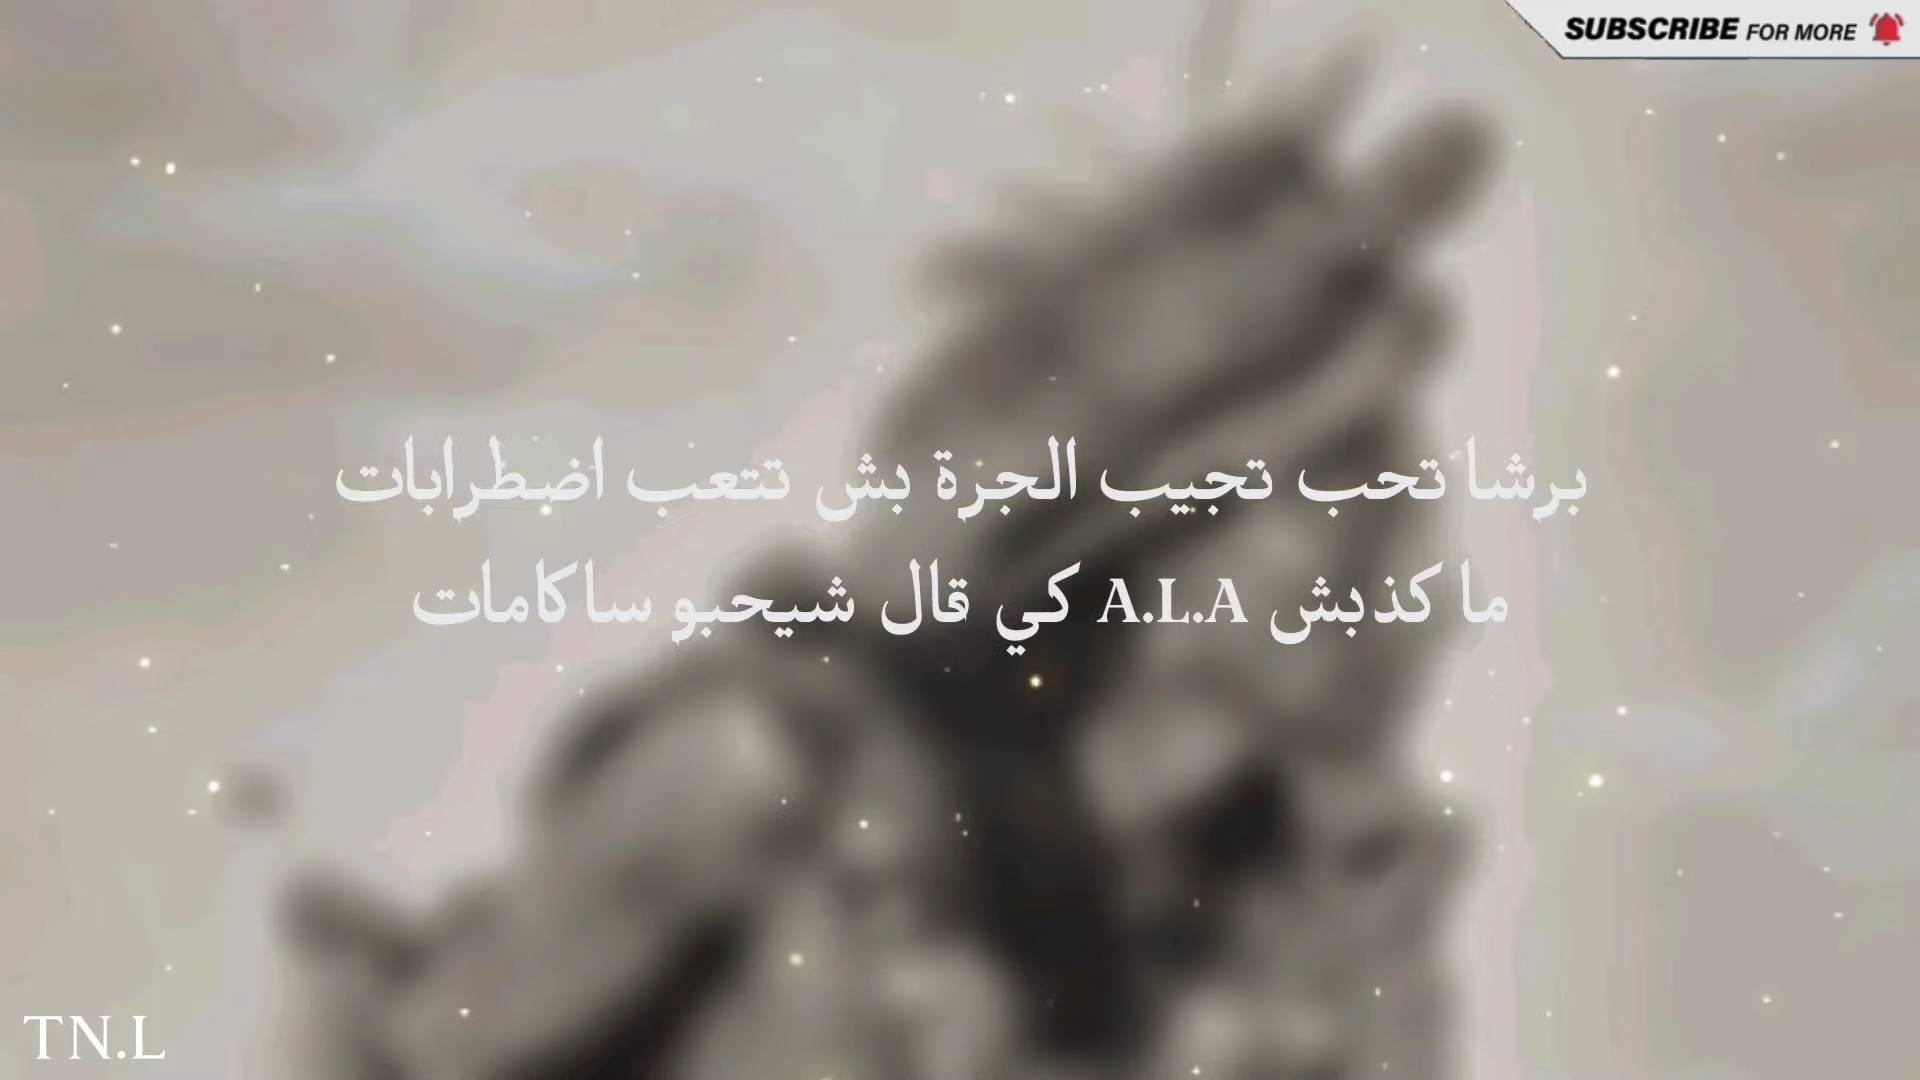 SUBSCRIBE FOR MORE
برشا تحب تجيب الجرة بش تتعب اضطرابات
ما كذبش A.L.A كي قال شيحبو ساكامات
TN.L